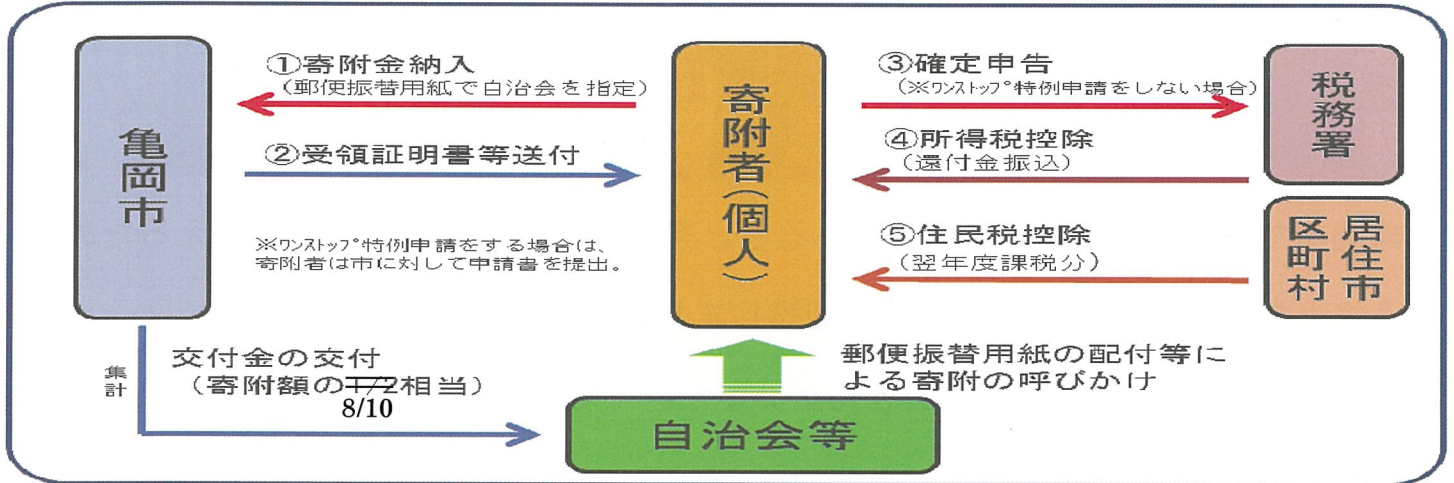 亀岡市
①寄附金納入
(郵便振替用紙で自治会を指定)
②受領証明書等送付
※ワンストップ特例申請をする場合は、
寄附者は市に対して申請書を提出。
寄附者(個人)
③確定申告
(※ワンストップ特例申請をしない場合)
④所得税控除
(還付金振込)
⑤住民税控除
(翌年度課税分)
税務署
居住市
区町村
集計
交付金の交付
(寄附額の1/2相当)
8/10
郵便振替用紙の配付等に
よる寄附の呼びかけ
自治会等